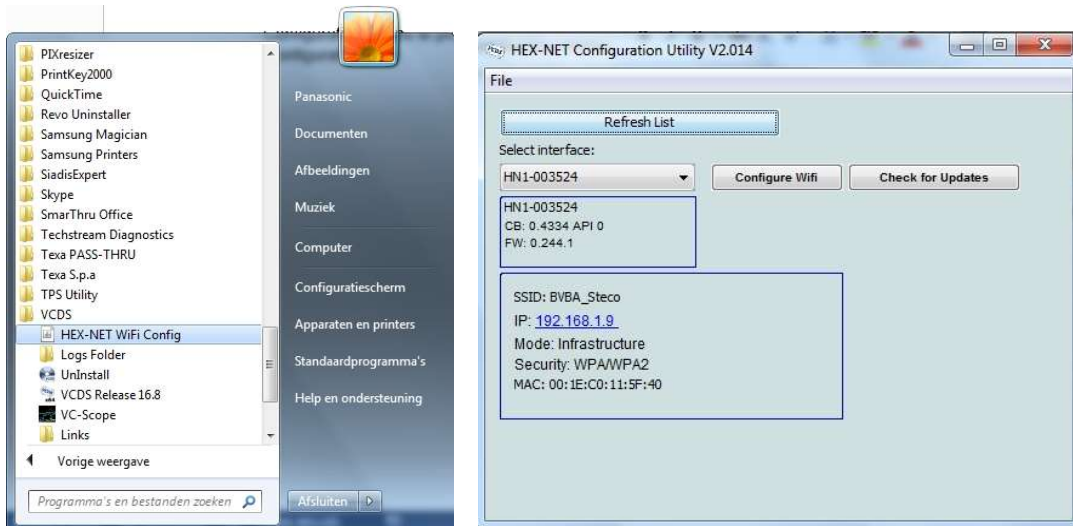 PIXresizer
PrintKey2000
QuickTime
Revo Uninstaller
Samsung Magician
Samsung Printers
SiadisExpert
Skype
SmarThru Office
Techstream Diagnostics
Texa PASS-THRU
Texa S.p.a
TPS Utility
VCDS
HEX-NET WiFi Config
Logs Folder
UnInstall
VCDS Release 16.8
VC-Scope
Links
Vorige weergave
Programma's en bestanden zoeken
Panasonic
Documenten
Afbeeldingen
Muziek
Computer
Configuratiescherm
Apparaten en printers
Standaardprogramma's
Help en ondersteuning
Afsluiten
HEX-NET Configuration Utility V2.014
File
Refresh List
Select interface:
HN1-003524 Configure Wifi Check for Updates
HN1-003524
CB: 0.4334 API 0
FW: 0.244.1
SSID: BVBA_Steco
IP: 192.168.1.9
Mode: Infrastructure
Security: WPA/WPA2
MAC: 00:1E:C0:11:5F:40